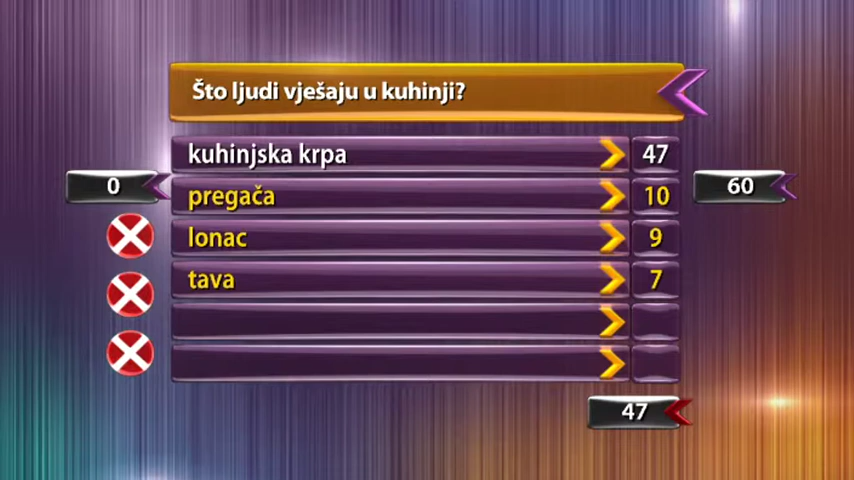 Što ljudi vješaju u kuhinji?
kuhinjska krpa 47
0
pregača 10
60
lonac 9
tava 7
47